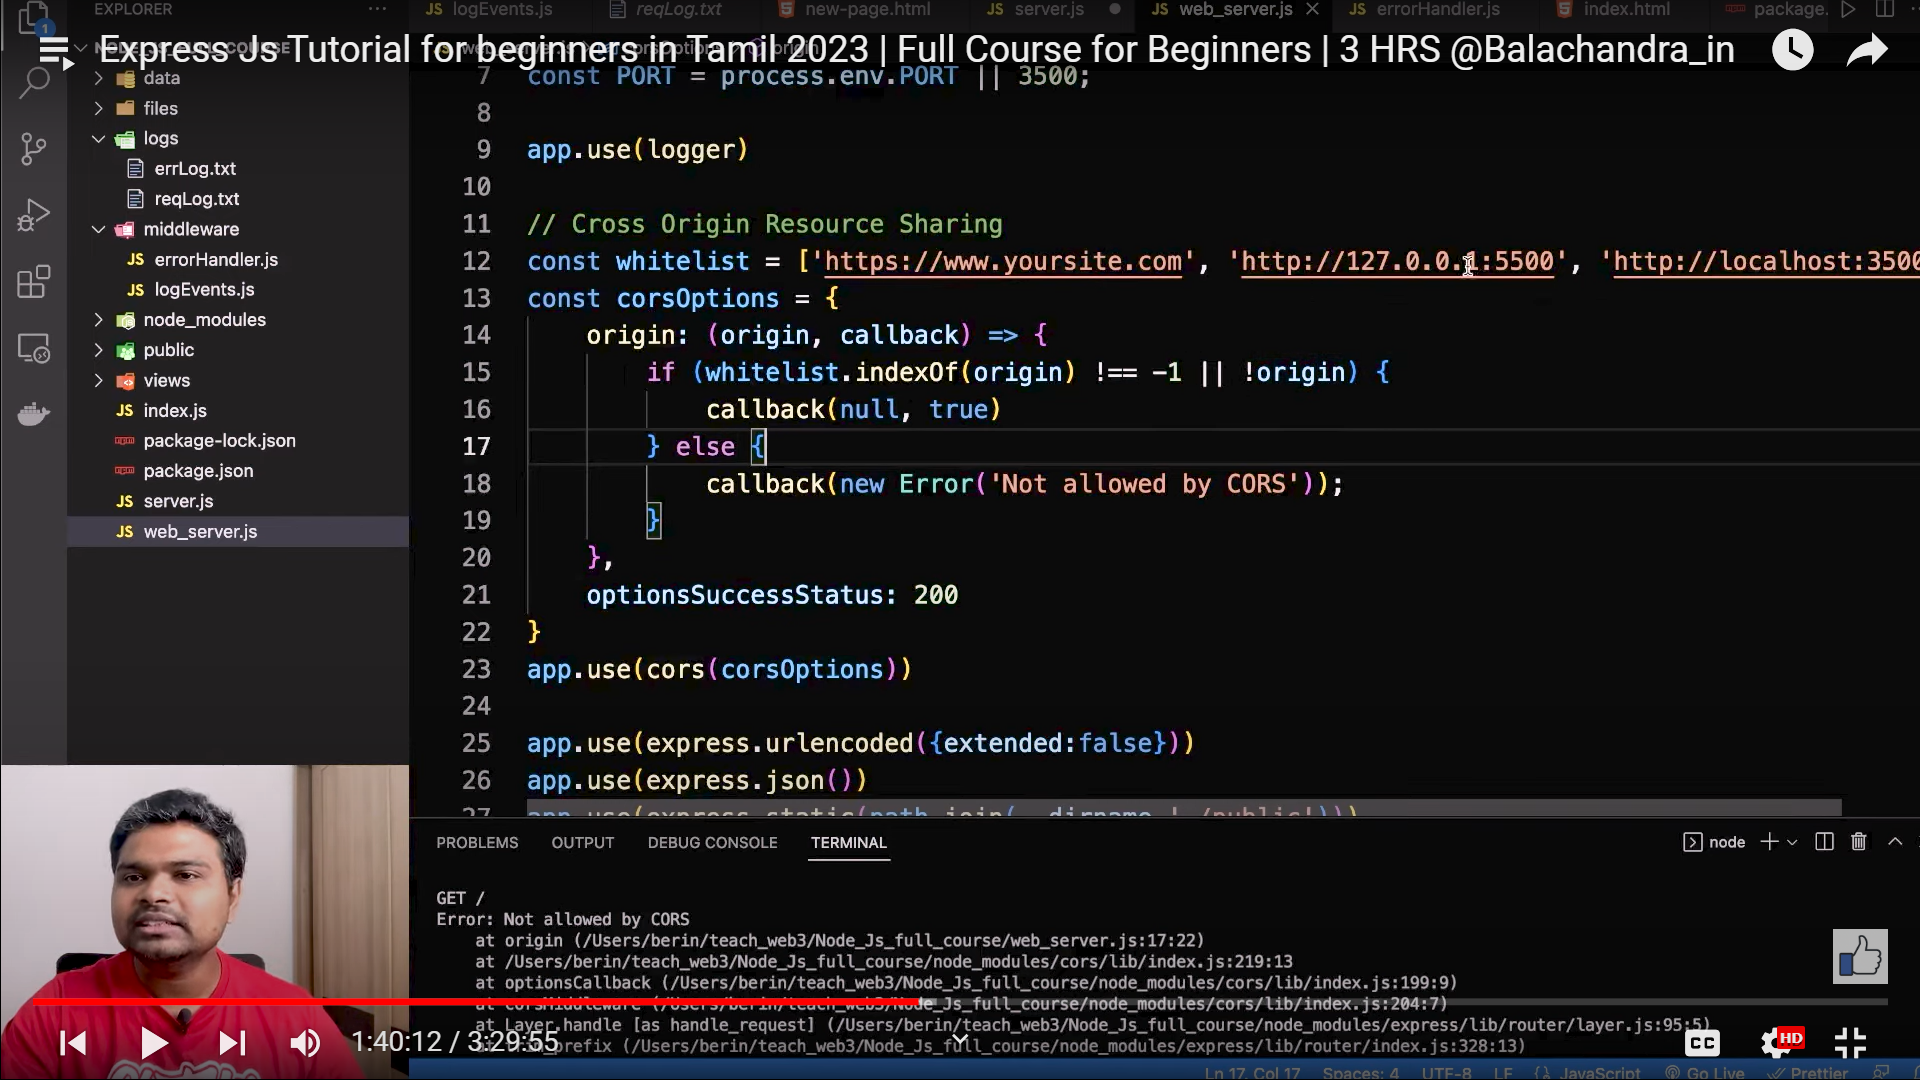 logEvents.js
reqLog.txt
new-page.html
server.js
web_server.js
errorHandler.js
index.html
package.
EXPLORER
Express Js Tutorial for beginners in Tamil 2023 | Full Course for Beginners | 3 HRS @Balachandra_in
data
files
logs
errLog.txt
reqLog.txt
middleware
errorHandler.js
logEvents.js
node_modules
public
views
index.js
package-lock.json
package.json
server.js
web_server.js
7 const PORT = process.env.PORT || 3500;
8
9 app.use(logger)
10
11 // Cross Origin Resource Sharing
12 const whitelist = ['https://www.yoursite.com', 'http://127.0.0.1:5500', 'http://localhost:3500
13 const corsOptions = {
14 origin: (origin, callback) => {
15 if (whitelist.indexOf(origin) !== -1 || !origin) {
16 callback(null, true)
17 } else {
18 callback(new Error('Not allowed by CORS'));
19 }
20 },
21 optionsSuccessStatus: 200
22 }
23 app.use(cors(corsOptions))
24
25 app.use(express.urlencoded({extended:false}))
26 app.use(express.json())
PROBLEMS OUTPUT DEBUG CONSOLE TERMINAL
node
GET /
Error: Not allowed by CORS
at origin (/Users/berin/teach_web3/Node_Js_full_course/web_server.js:17:22)
at /Users/berin/teach_web3/Node_Js_full_course/node_modules/cors/lib/index.js:219:13
at optionsCallback (/Users/berin/teach_web3/Node_Js_full_course/node_modules/cors/lib/index.js:199:9)
at corsMiddleware (/Users/berin/teach_web3/Node_Js_full_course/node_modules/cors/lib/index.js:204:7)
at Layer.handle [as handle_request] (/Users/berin/teach_web3/Node_Js_full_course/node_modules/express/lib/router/layer.js:95:5)
prefix (/Users/berin/teach_web3/Node_Js_full_course/node_modules/express/lib/router/index.js:328:13)
1:40:12 / 3:29:55
CC
HD
Ln 17, Col 17 Spaces: 4 UTF-8 LF {} JavaScript Go Live Prettier